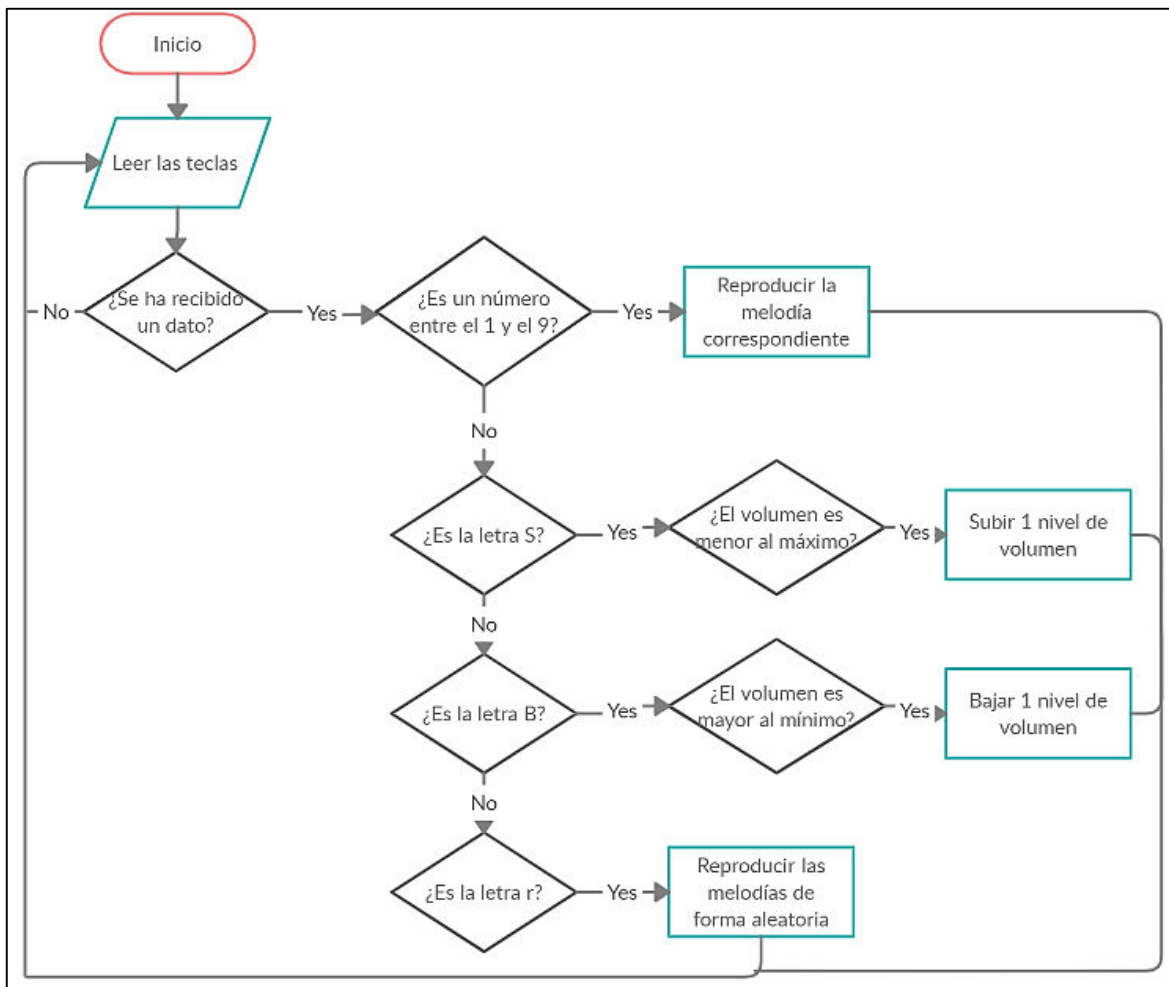 Inicio
Leer las teclas
¿Se ha recibido
un dato?
No
Yes
¿Es un número
entre el 1 y el 9?
Yes
Reproducir la
melodía
correspondiente
No
¿Es la letra S?
Yes
¿El volumen es
menor al máximo?
Yes
Subir 1 nivel de
volumen
No
¿Es la letra B?
Yes
¿El volumen es
mayor al mínimo?
Yes
Bajar 1 nivel de
volumen
No
¿Es la letra r?
Yes
Reproducir las
melodías de
forma aleatoria